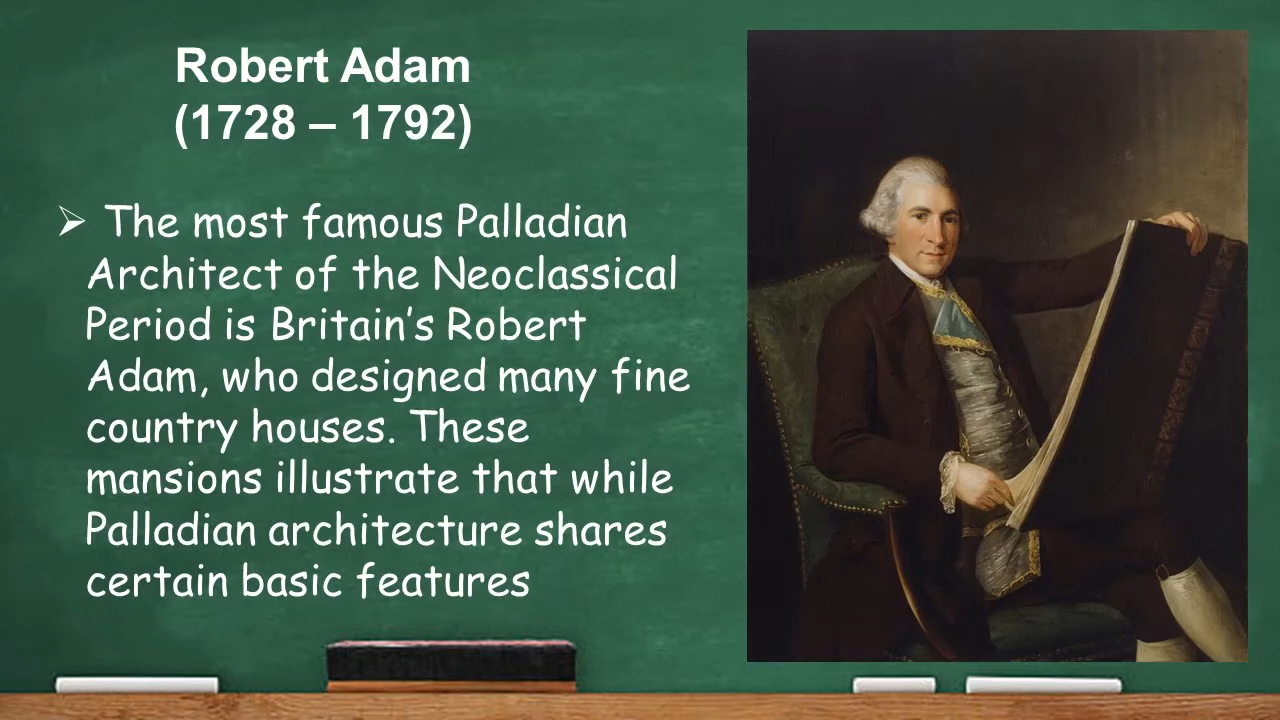 Robert Adam
(1728 – 1792)
➢ The most famous Palladian
Architect of the Neoclassical
Period is Britain’s Robert
Adam, who designed many fine
country houses. These
mansions illustrate that while
Palladian architecture shares
certain basic features